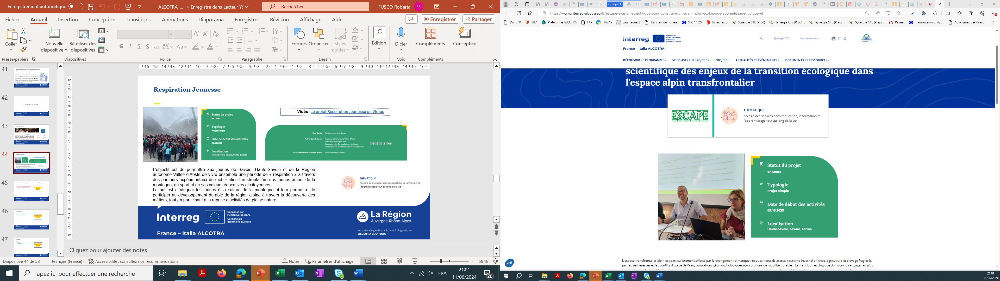 Enregistrement automatique
ALCOTRA_... • Enregistré dans Lecteur Y:
Rechercher
FUSCO Roberta
FR
Fichier
Accueil
Insertion
Conception
Transitions
Animations
Diaporama
Enregistrer
Révision
Affichage
Aide
Enregistrer
Partager
Coller
Nouvelle diapositive
Réutiliser des diapositives
G I S S ab AV Aa A
Formes
Organiser
Styles rapides
Édition
Dicter
Compléments
Concepteur
Presse-papiers
Diapositives
Police
Paragraphe
Dessin
Voix
Compléments
41
42
Exemples de projets
43
44
45
46
47
Respiration Jeunesse
Statut du projet
en cours
Typologie
Projet simple
Date de début des activités
24.03.2023
Localisation
Haute-Savoie, Savoie, Vallée d'Aoste
Vidéo: Le projet Respiration Jeunesse on Vimeo
Chef de file Département de la Savoie
Autres bénéficiaires Région autonome de la Vallée d'Aoste
Fondation Montagne sûre
Fédération des Œuvres Laïques de Savoie
Fédération des œuvres laïques de Haute Savoie
Contacter le chef de file du projet
Bénéficiaires
L'objectif est de permettre aux jeunes de Savoie, Haute-Savoie et de la Région
autonome Vallée d'Aoste de vivre ensemble une période de « respiration » à travers
des parcours expérimentaux de mobilisation transfrontalière des jeunes autour de la
montagne, du sport et de ses valeurs éducatives et citoyennes.
Le but est d'éduquer les jeunes à la culture de la montagne et leur permettre de
participer au développement durable de la région alpine à travers la découverte des
métiers, tout en participant à la reprise d'activités de pleine nature.
THÉMATIQUE
Accès à des services dans l'éducation, la formation et
l'apprentissage tout au long de la vie
Interreg
Cofinancé par
l'Union Européenne
Cofinanziato
dall'Unione Europea
France – Italia ALCOTRA
La Région
Auvergne-Rhône-Alpes
Autorité de gestion / Autorità di gestione
ALCOTRA 2021-2027
Cliquez pour ajouter des notes
Diapositive 44 de 58
Français (France)
Accessibilité : consultez nos recommandations
Notes
Paramètres d'affichage
59 %
Tapez ici pour effectuer une recherche
FRA
21:01
11/06/2024
20
Groupe 1
https://www.interreg-alcotra.eu/fr/escape-evasion-scientifique-pour-construire-un-avenir-plus-ecologique-apprentissage-ludique-et
Dans l'R
SIFA
Plateforme ALCOTRA
FTP
HAVAS
Easy request
Transfert de fichiers
SFC 14 20
ticket resto
Synergie CTE (Prod)
Synergie CTE (Prod)...
Synergie CTE (Prepr...
Synergie CTE (Prepr...
Raynet
Transmission of dat...
Acronymes des dire...
Interreg
Cofinancé par
l'Union Européenne
Cofinanziato
dall'Unione Europea
France – Italia ALCOTRA
Synergie CTE
Contactez-nous
FR IT
2021-2027
DÉCOUVRIR LE PROGRAMME
VOUS AVEZ UN PROJET ?
PROJETS
ACTUALITÉS ET ÉVÉNEMENTS
DOCUMENTS ET RESSOURCES
scientifique des enjeux de la transition écologique dans
l'espace alpin transfrontalier
ESCAPE
THÉMATIQUE
Accès à des services dans l'éducation, la formation et
l'apprentissage tout au long de la vie
Statut du projet
en cours
Typologie
Projet simple
Date de début des activités
09.10.2023
Localisation
Haute-Savoie, Savoie, Torino
L'espace transfrontalier alpin est particulièrement affecté par le changement climatique : risques naturels accrus, tourisme hivernal en crise, agriculture et élevage fragilisés
par les sécheresses et les conflits d'usage de l'eau, contraintes géomorphologiques aux solutions de mobilité durable... La transition écologique doit donc s'y engager au plus
21:01
11/06/2024